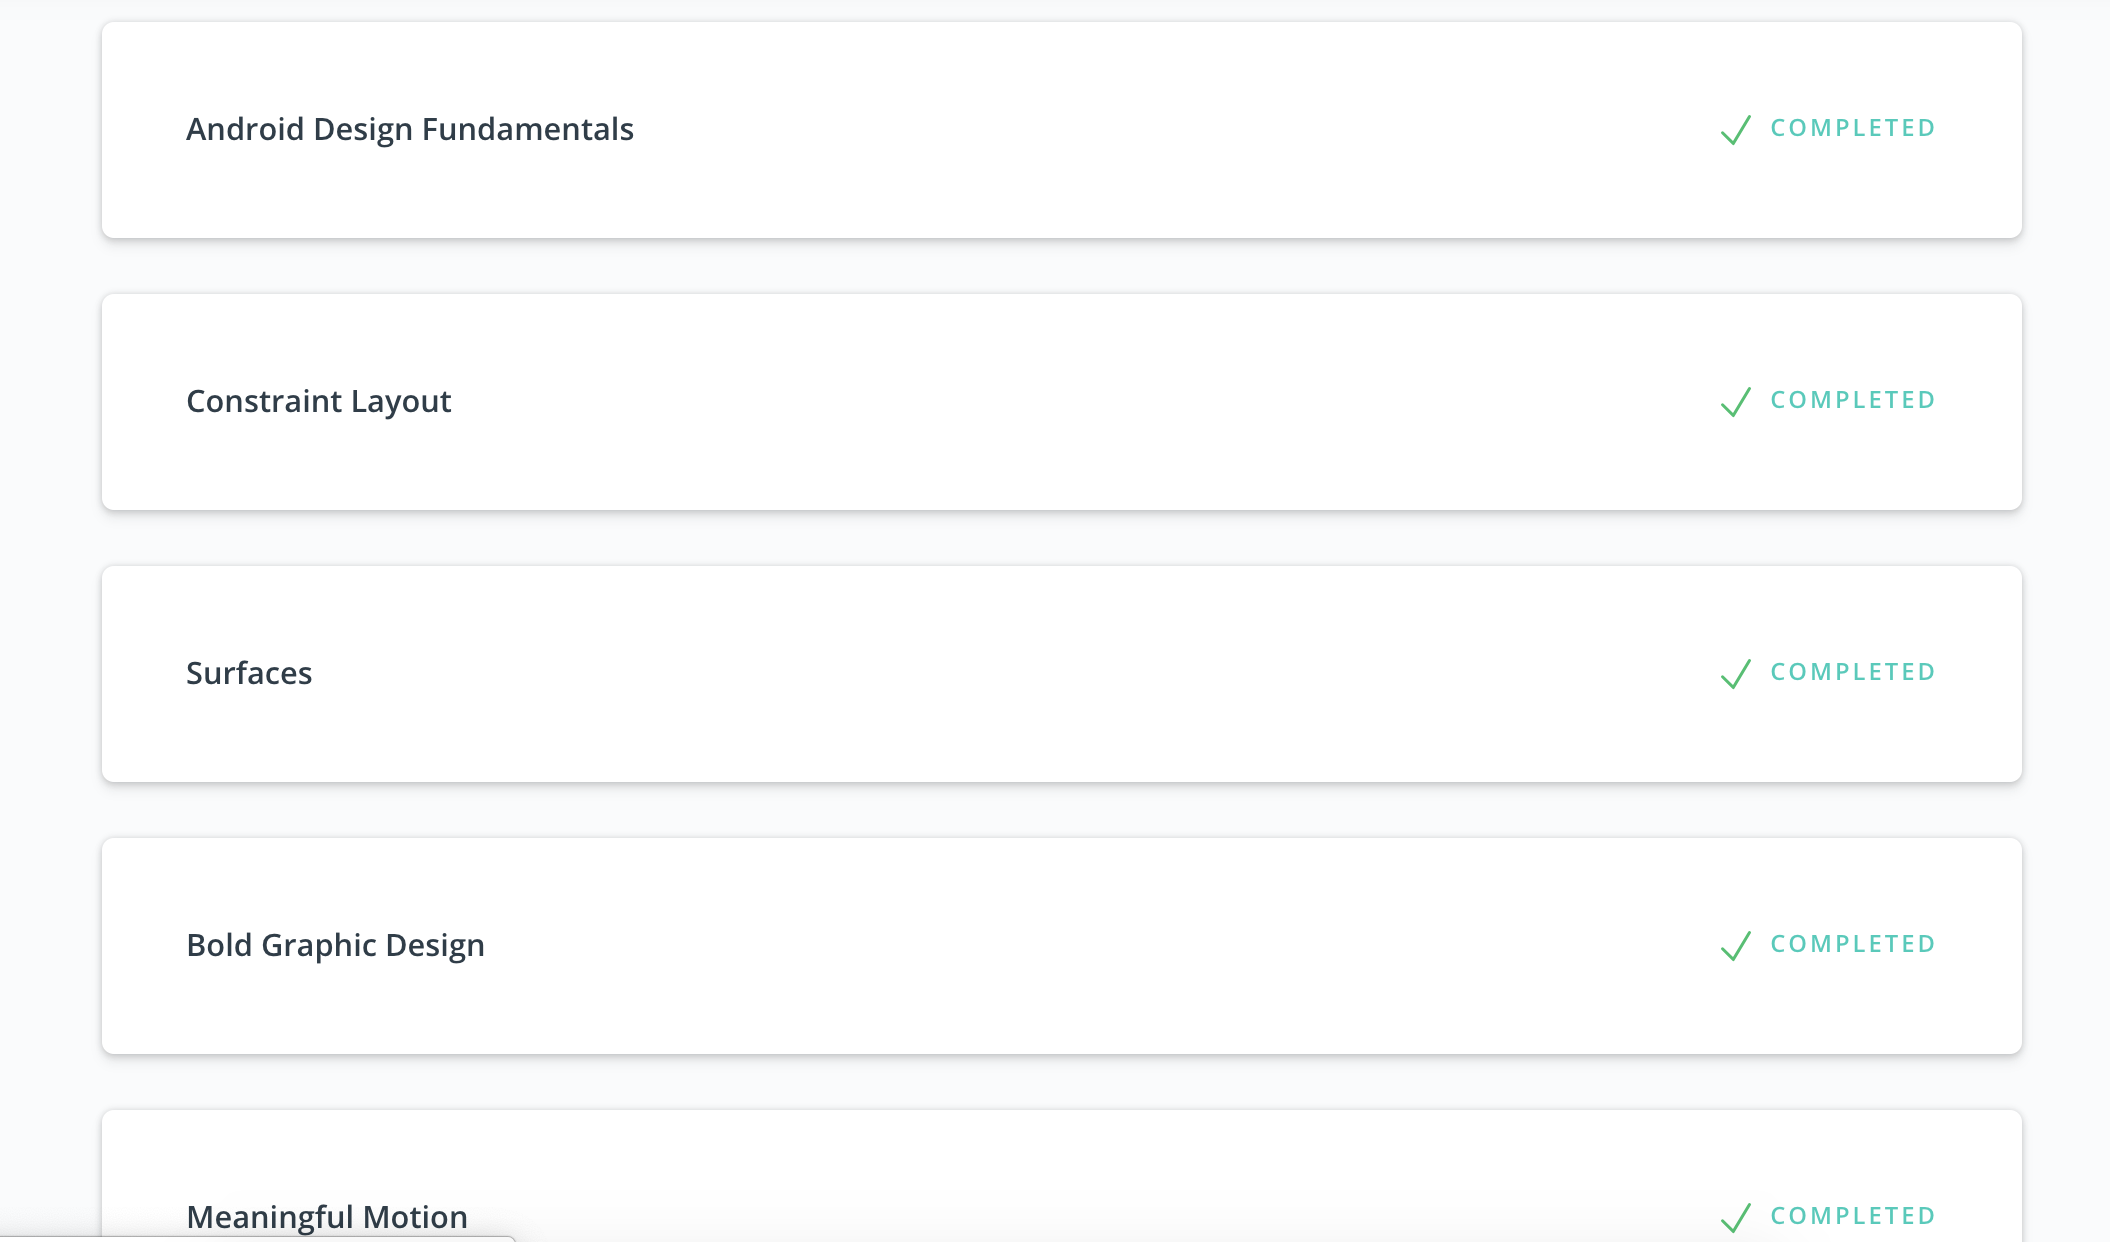 Android Design Fundamentals COMPLETED
Constraint Layout COMPLETED
Surfaces COMPLETED
Bold Graphic Design COMPLETED
Meaningful Motion COMPLETED